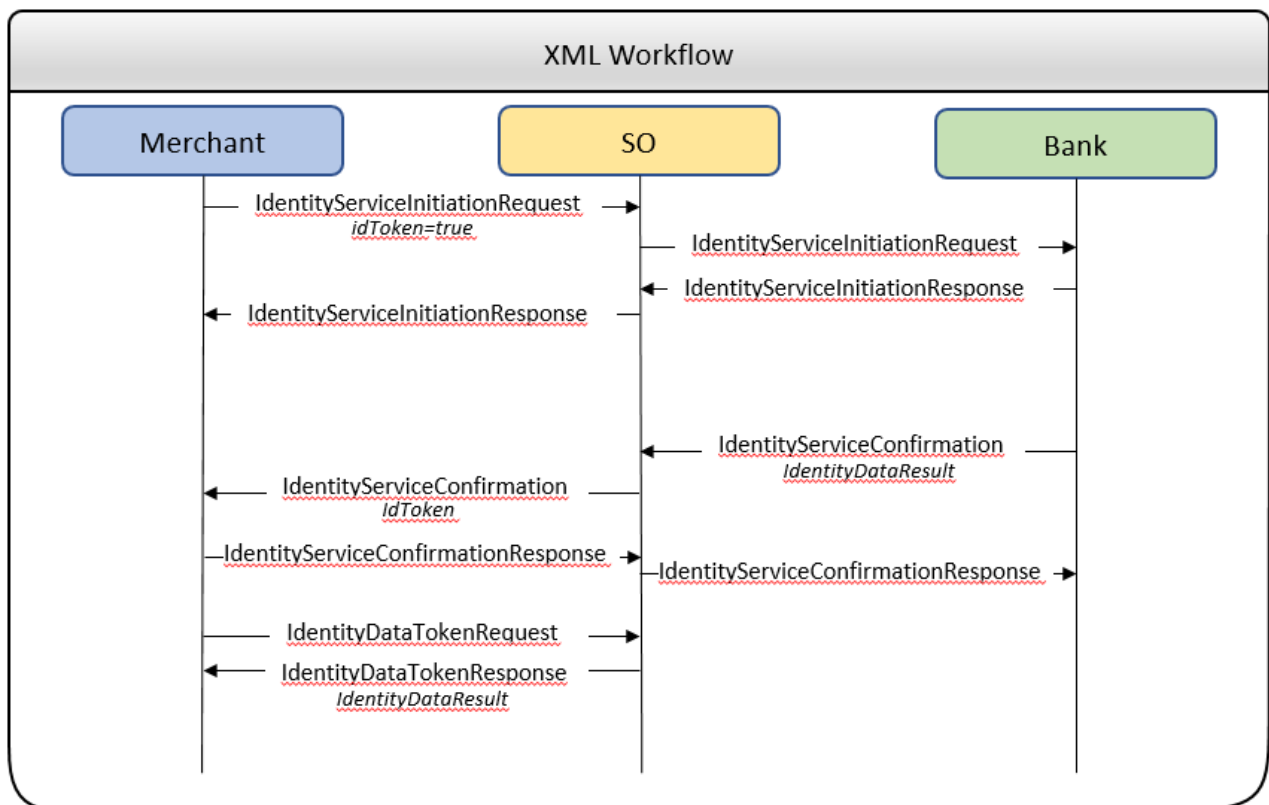 XML Workflow
Merchant
SO
Bank
IdentityServiceInitiationRequest
idToken=true
IdentityServiceInitiationRequest
IdentityServiceInitiationResponse
IdentityServiceInitiationResponse
IdentityServiceConfirmation
IdentityDataResult
IdentityServiceConfirmation
IdToken
IdentityServiceConfirmationResponse
IdentityServiceConfirmationResponse
IdentityDataTokenRequest
IdentityDataTokenResponse
IdentityDataResult